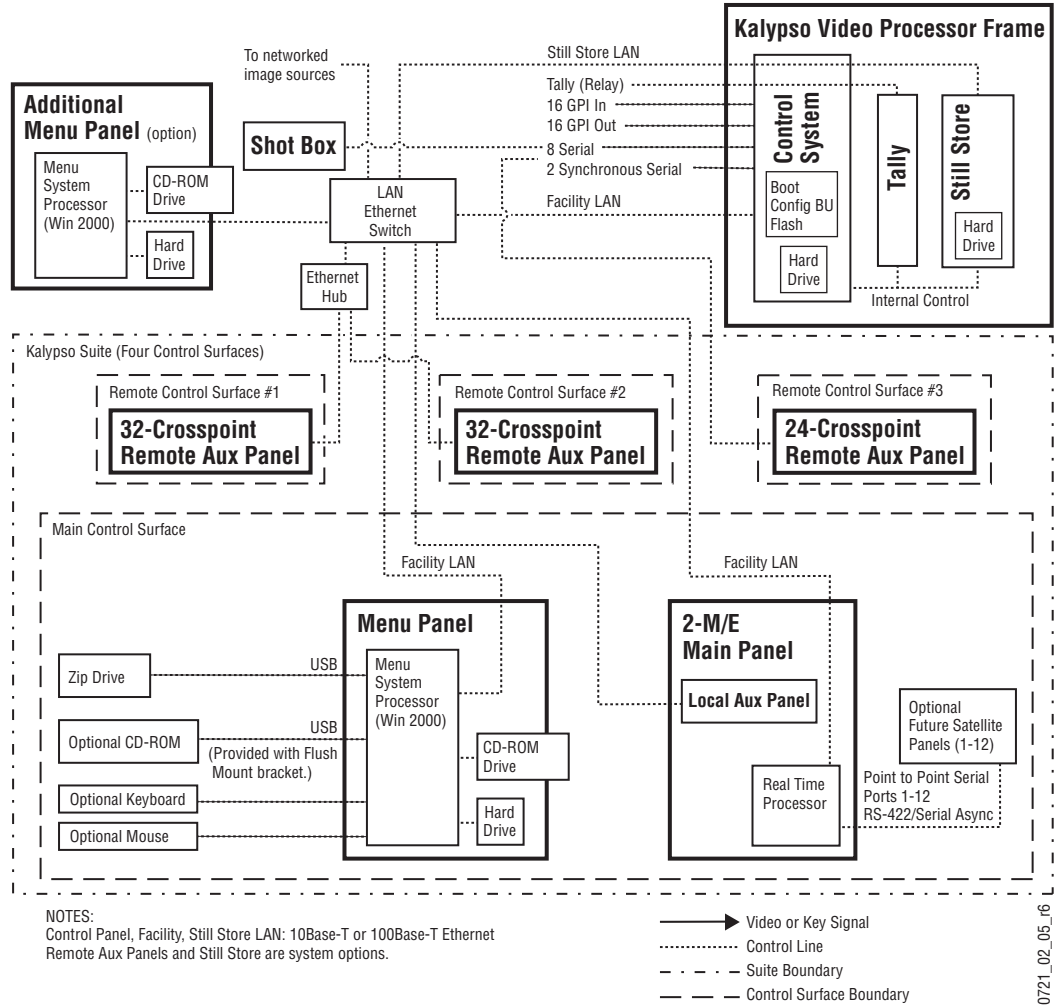 Kalypso Video Processor Frame
To networked
image sources
Still Store LAN
Tally (Relay)
16 GPI In
16 GPI Out
8 Serial
2 Synchronous Serial
Facility LAN
Additional
Menu Panel (option)
Menu
System
Processor
(Win 2000)
CD-ROM
Drive
Hard
Drive
Shot Box
LAN
Ethernet
Switch
Ethernet
Hub
Control
System
Boot
Config BU
Flash
Hard
Drive
Tally
Still Store
Hard
Drive
Internal Control
Kalypso Suite (Four Control Surfaces)
Remote Control Surface #1
32-Crosspoint
Remote Aux Panel
Remote Control Surface #2
32-Crosspoint
Remote Aux Panel
Remote Control Surface #3
24-Crosspoint
Remote Aux Panel
Main Control Surface
Facility LAN
Facility LAN
Menu Panel
Menu
System
Processor
(Win 2000)
CD-ROM
Drive
Hard
Drive
Zip Drive
USB
Optional CD-ROM
USB
(Provided with Flush
Mount bracket.)
Optional Keyboard
Optional Mouse
2-M/E
Main Panel
Local Aux Panel
Real Time
Processor
Optional
Future Satellite
Panels (1-12)
Point to Point Serial
Ports 1-12
RS-422/Serial Async
NOTES:
Control Panel, Facility, Still Store LAN: 10Base-T or 100Base-T Ethernet
Remote Aux Panels and Still Store are system options.
Video or Key Signal
Control Line
Suite Boundary
Control Surface Boundary
0721_02_05_r6